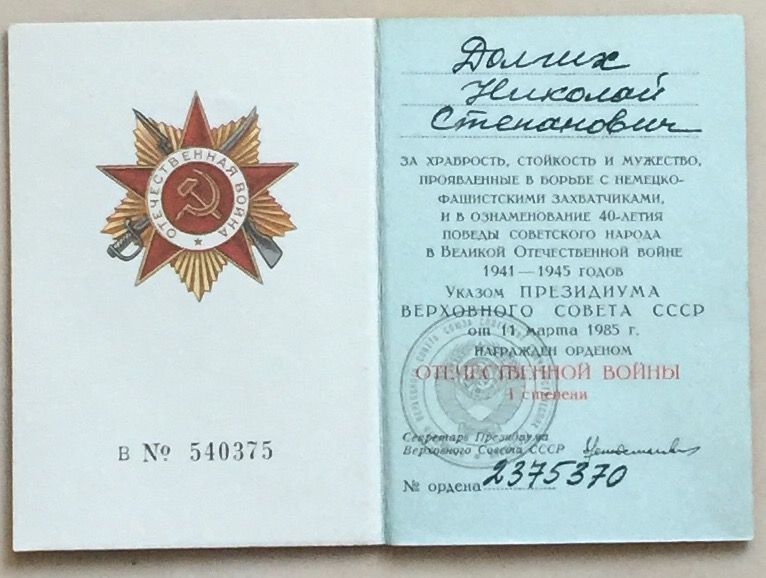 ОТЕЧЕСТВЕННАЯ ВОЙНА
В № 540375
Долгих
Николай
Степанович
ЗА ХРАБРОСТЬ, СТОЙКОСТЬ И МУЖЕСТВО,
ПРОЯВЛЕННЫЕ В БОРЬБЕ С НЕМЕЦКО-
ФАШИСТСКИМИ ЗАХВАТЧИКАМИ,
И В ОЗНАМЕНОВАНИЕ 40-ЛЕТИЯ
ПОБЕДЫ СОВЕТСКОГО НАРОДА
В ВЕЛИКОЙ ОТЕЧЕСТВЕННОЙ ВОЙНЕ
1941—1945 ГОДОВ
УКАЗОМ ПРЕЗИДИУМА
ВЕРХОВНОГО СОВЕТА СССР
от 11 марта 1985 г.
НАГРАЖДЕН ОРДЕНОМ
ОТЕЧЕСТВЕННОЙ ВОЙНЫ
I степени
Секретарь Президиума
Верховного Совета СССР
№ ордена 2375370